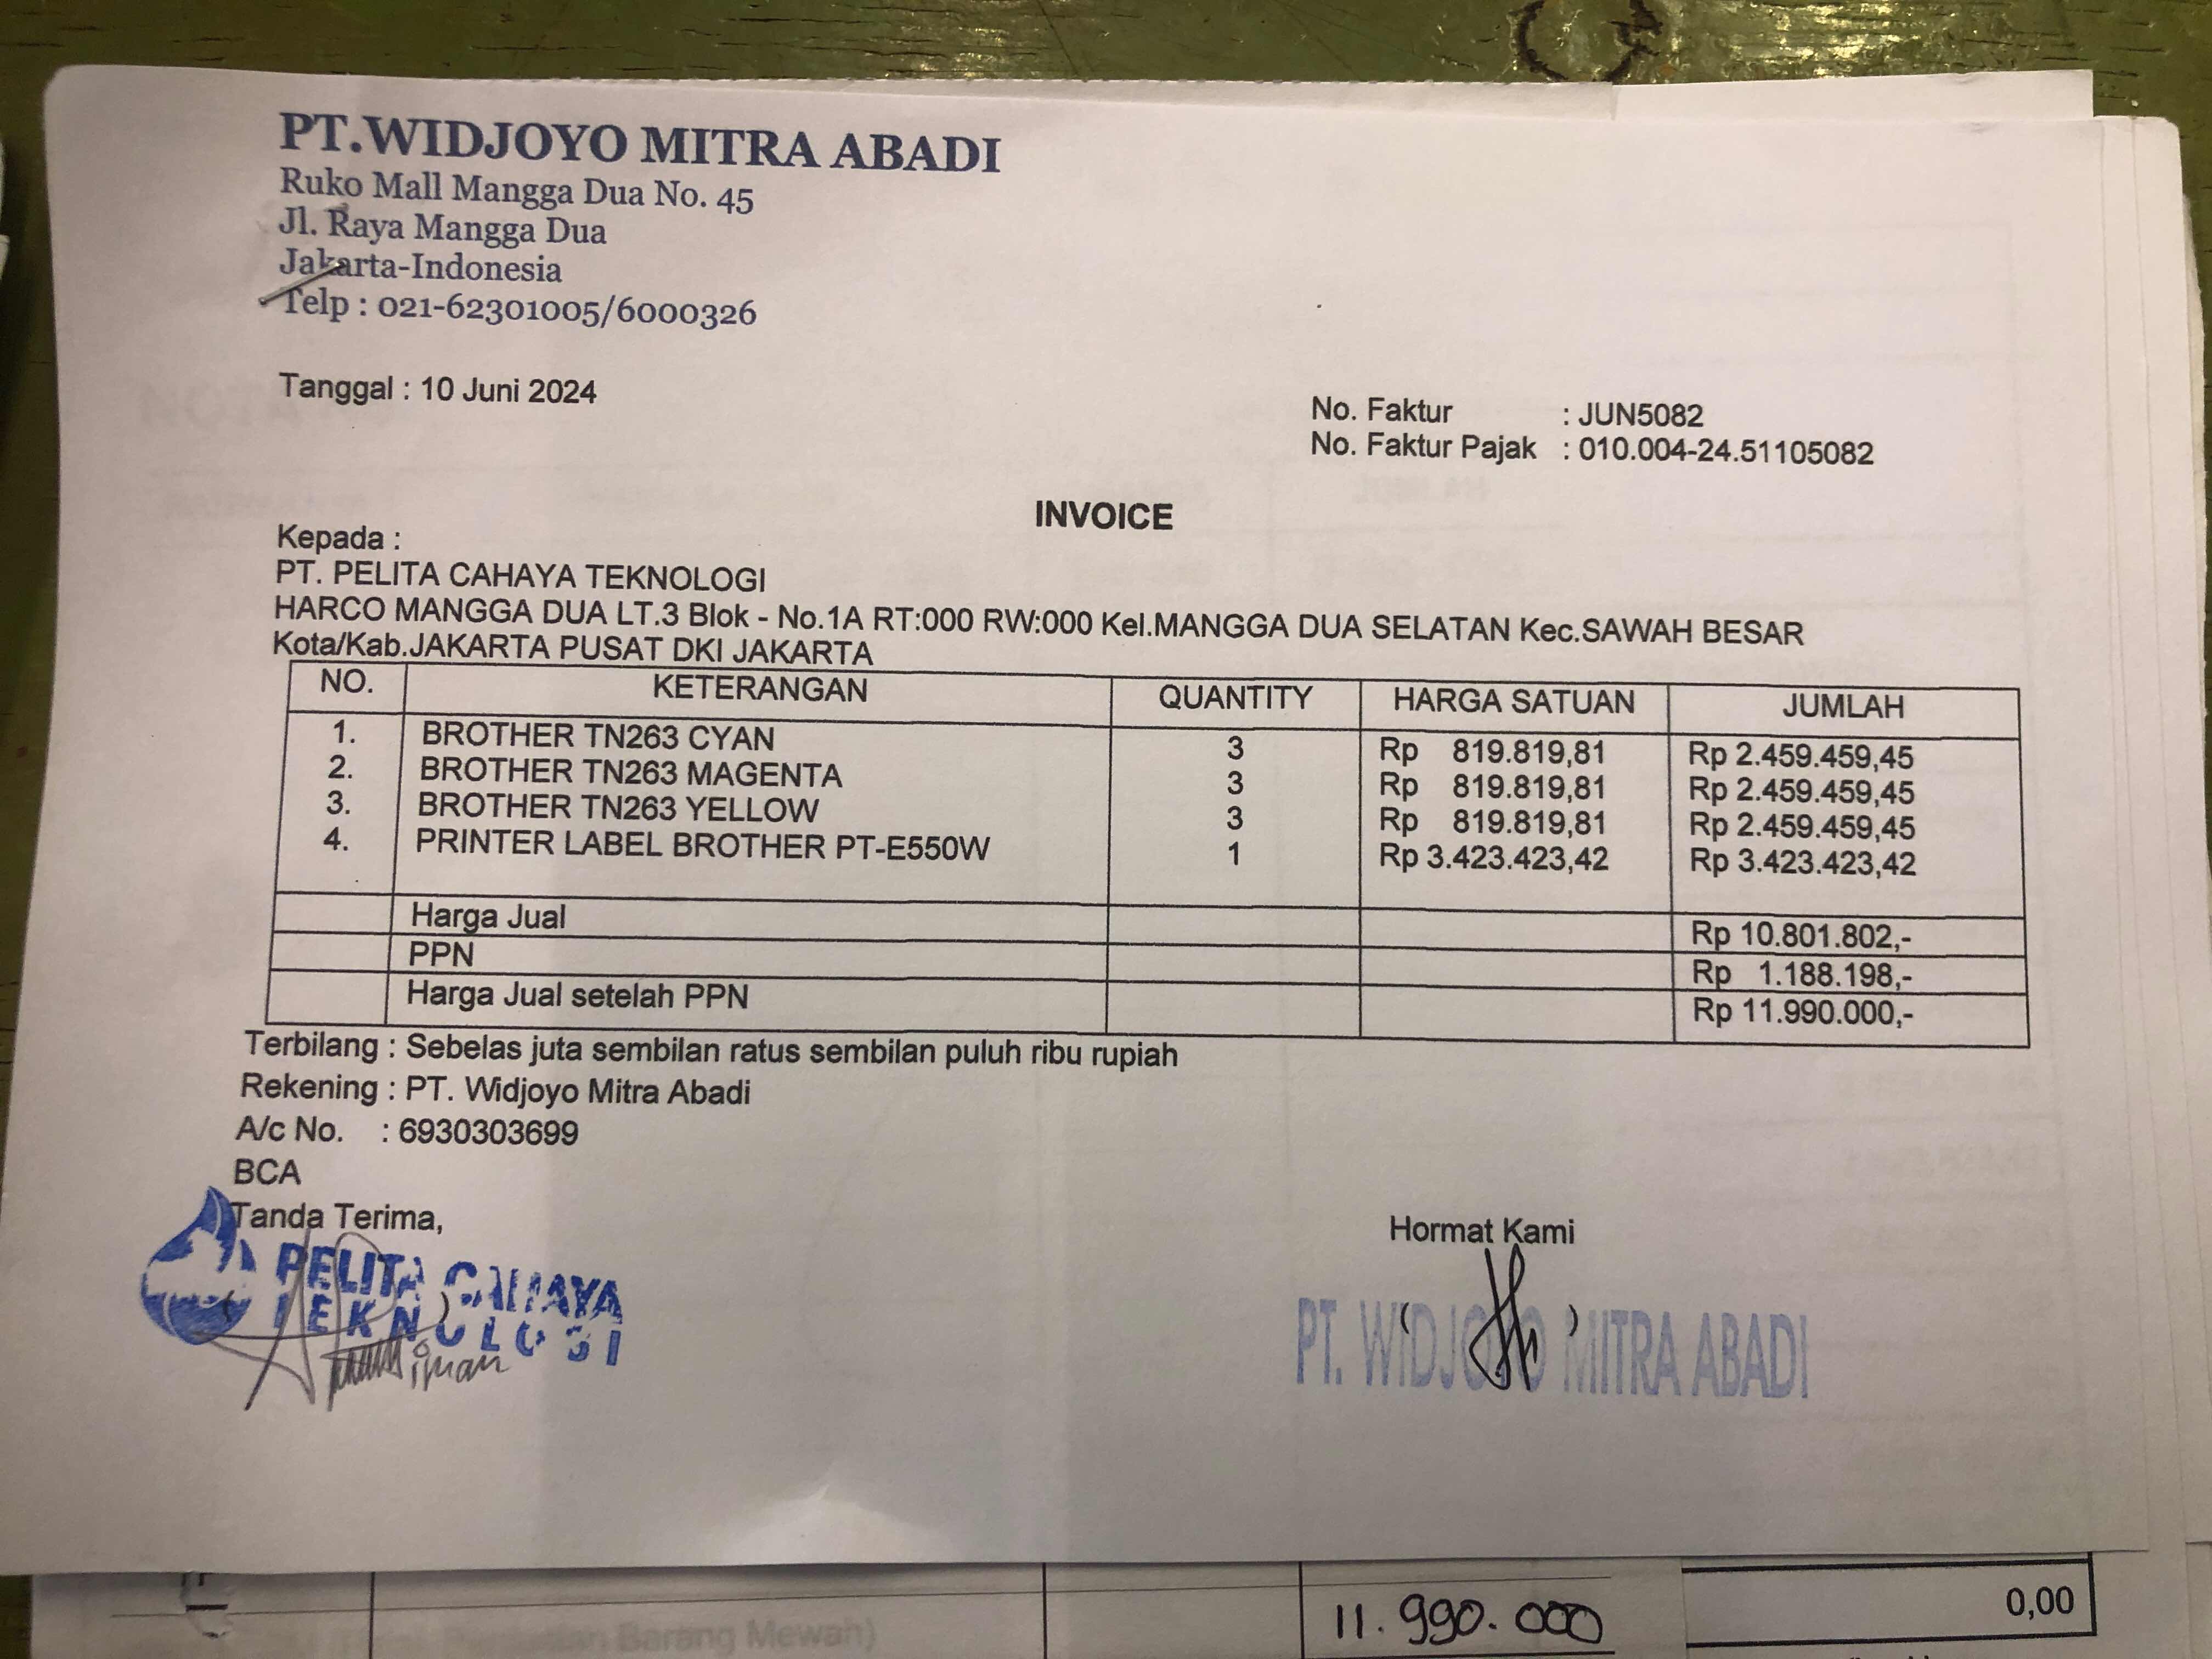 PT.WIDJOYO MITRA ABADI
Ruko Mall Mangga Dua No. 45
Jl. Raya Mangga Dua
Jakarta-Indonesia
Telp : 021-62301005/6000326
Tanggal : 10 Juni 2024
No. Faktur : JUN5082
No. Faktur Pajak : 010.004-24.51105082
INVOICE
Kepada :
PT. PELITA CAHAYA TEKNOLOGI
HARCO MANGGA DUA LT.3 Blok - No.1A RT:000 RW:000 Kel.MANGGA DUA SELATAN Kec.SAWAH BESAR
Kota/Kab.JAKARTA PUSAT DKI JAKARTA
NO. KETERANGAN QUANTITY HARGA SATUAN JUMLAH
1. BROTHER TN263 CYAN 3 Rp 819.819,81 Rp 2.459.459,45
2. BROTHER TN263 MAGENTA 3 Rp 819.819,81 Rp 2.459.459,45
3. BROTHER TN263 YELLOW 3 Rp 819.819,81 Rp 2.459.459,45
4. PRINTER LABEL BROTHER PT-E550W 1 Rp 3.423.423,42 Rp 3.423.423,42
Harga Jual Rp 10.801.802,-
PPN Rp 1.188.198,-
Harga Jual setelah PPN Rp 11.990.000,-
Terbilang : Sebelas juta sembilan ratus sembilan puluh ribu rupiah
Rekening : PT. Widjoyo Mitra Abadi
A/c No. : 6930303699
BCA
Tanda Terima,
Hormat Kami
PELITA CAHAYA
TEKNOLOGI
PT. WIDJOYO MITRA ABADI
11.990.000
0,00
Barang Mewah)